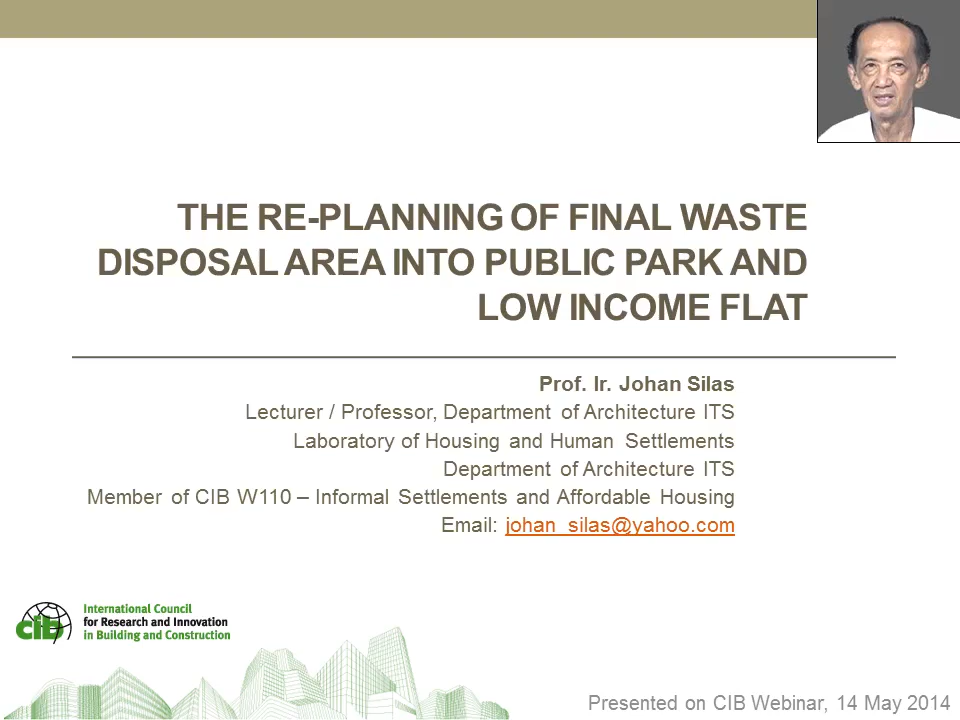 THE RE-PLANNING OF FINAL WASTE
DISPOSAL AREA INTO PUBLIC PARK AND
LOW INCOME FLAT
Prof. Ir. Johan Silas
Lecturer / Professor, Department of Architecture ITS
Laboratory of Housing and Human Settlements
Department of Architecture ITS
Member of CIB W110 – Informal Settlements and Affordable Housing
Email: johan_silas@yahoo.com
cib
International Council
for Research and Innovation
in Building and Construction
Presented on CIB Webinar, 14 May 2014